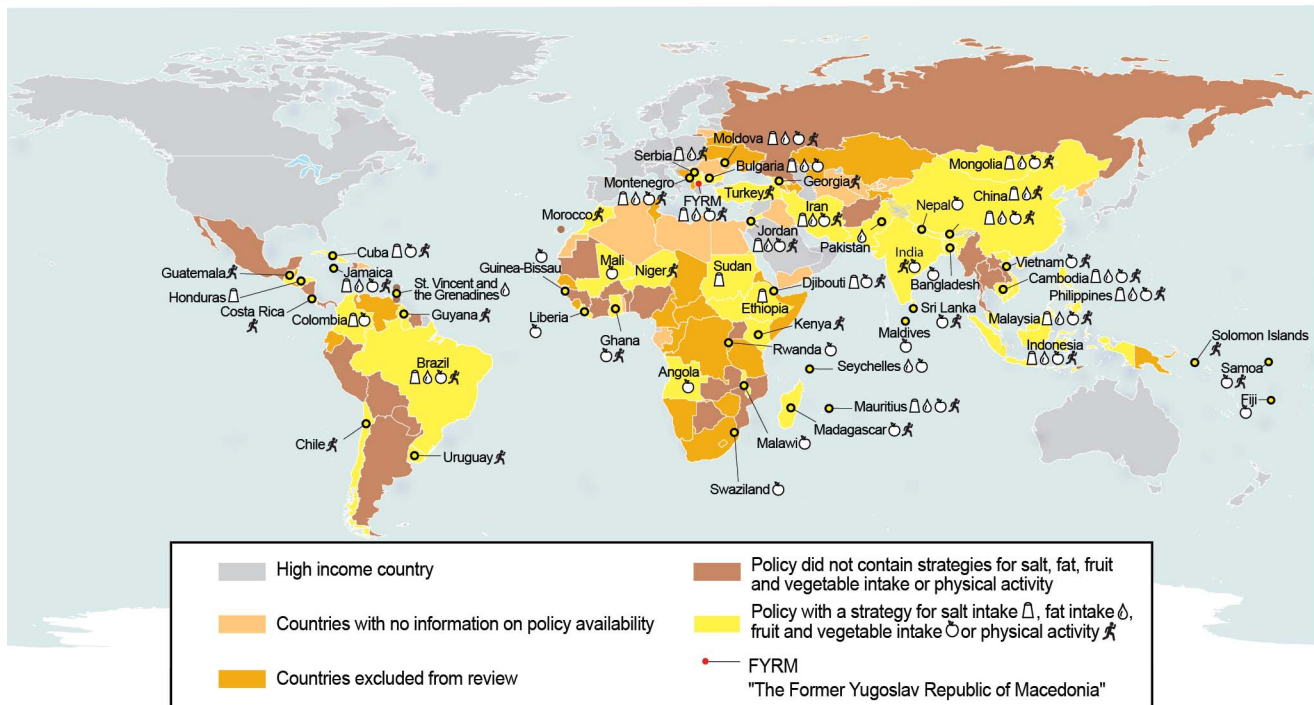 Moldova
Serbia
Mongolia
Bulgaria
Montenegro
Georgia
China
Turkey
Iran
Nepal
FYRM
Morocco
Jordan
Pakistan
Cuba
Mali
India
Vietnam
Guatemala
Jamaica
Guinea-Bissau
Niger
Sudan
Djibouti
Bangladesh
Cambodia
St. Vincent and
the Grenadines
Honduras
Philippines
Ethiopia
Costa Rica
Sri Lanka
Colombia
Guyana
Liberia
Kenya
Malaysia
Maldives
Ghana
Rwanda
Indonesia
Solomon Islands
Brazil
Seychelles
Samoa
Angola
Fiji
Mauritius
Chile
Malawi
Madagascar
Uruguay
Swaziland
High income country
Countries with no information on policy availability
Countries excluded from review
Policy did not contain strategies for salt, fat, fruit
and vegetable intake or physical activity
Policy with a strategy for salt intake, fat intake,
fruit and vegetable intake or physical activity
FYRM
"The Former Yugoslav Republic of Macedonia"